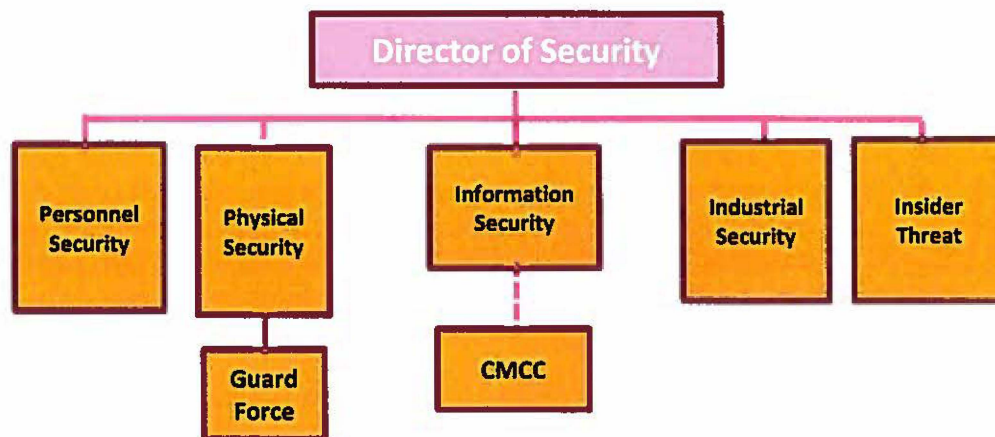 Director of Security
Personnel
Security
Physical
Security
Information
Security
Industrial
Security
Insider
Threat
Guard
Force
CMCC